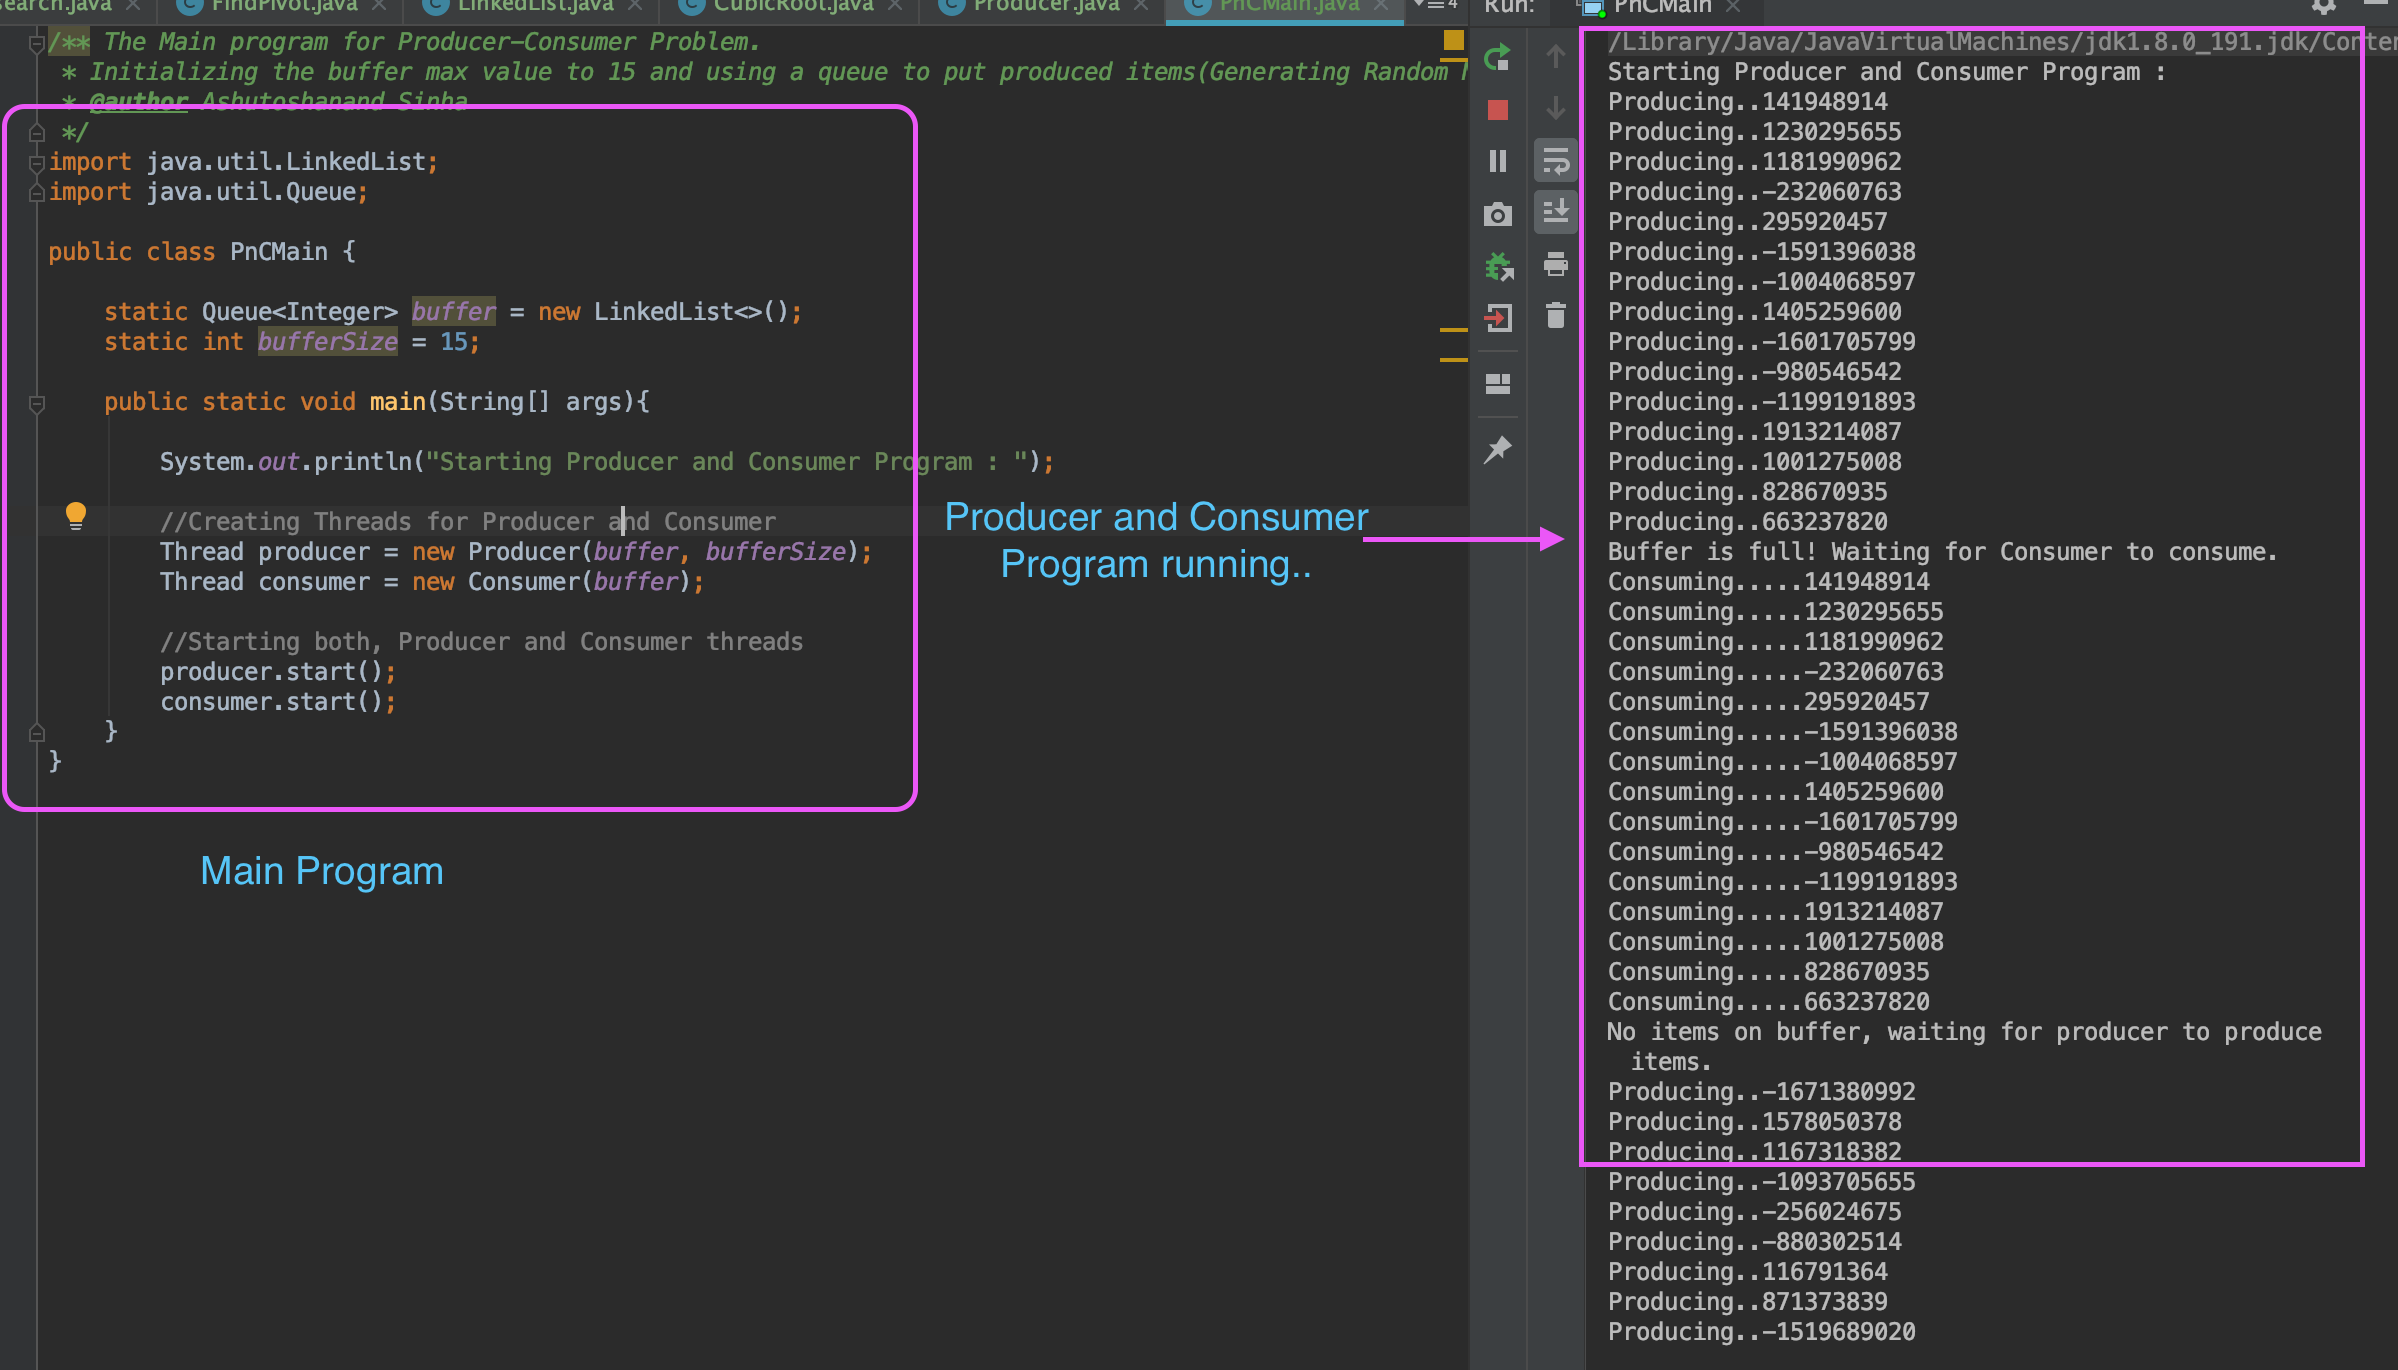 search.java
FindPivot.java
LinkedList.java
CubicRoot.java
Producer.java
PnCMain.java
4
Run:
PnCMain
/** The Main program for Producer-Consumer Problem.
* Initializing the buffer max value to 15 and using a queue to put produced items(Generating Random
* @author Ashutoshanand Sinha
*/
import java.util.LinkedList;
import java.util.Queue;
public class PnCMain {
static Queue<Integer> buffer = new LinkedList<>();
static int bufferSize = 15;
public static void main(String[] args){
System.out.println("Starting Producer and Consumer Program : ");
//Creating Threads for Producer and Consumer
Thread producer = new Producer(buffer, bufferSize);
Thread consumer = new Consumer(buffer);
//Starting both, Producer and Consumer threads
producer.start();
consumer.start();
}
}
Main Program
Producer and Consumer
Program running..
/Library/Java/JavaVirtualMachines/jdk1.8.0_191.jdk/Conte
Starting Producer and Consumer Program :
Producing..141948914
Producing..1230295655
Producing..1181990962
Producing..-232060763
Producing..295920457
Producing..-1591396038
Producing..-1004068597
Producing..1405259600
Producing..-1601705799
Producing..-980546542
Producing..-1199191893
Producing..1913214087
Producing..1001275008
Producing..828670935
Producing..663237820
Buffer is full! Waiting for Consumer to consume.
Consuming.....141948914
Consuming.....1230295655
Consuming.....1181990962
Consuming.....-232060763
Consuming.....295920457
Consuming.....-1591396038
Consuming.....-1004068597
Consuming.....1405259600
Consuming.....-1601705799
Consuming.....-980546542
Consuming.....-1199191893
Consuming.....1913214087
Consuming.....1001275008
Consuming.....828670935
Consuming.....663237820
No items on buffer, waiting for producer to produce
items.
Producing..-1671380992
Producing..1578050378
Producing..1167318382
Producing..-1093705655
Producing..-256024675
Producing..-880302514
Producing..116791364
Producing..871373839
Producing..-1519689020